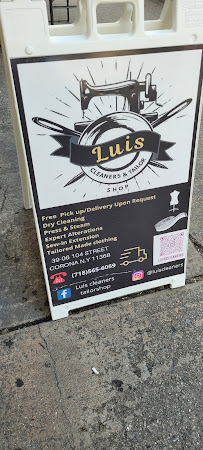 Luis
CLEANERS & TAILOR
SHOP
Free Pick up/Delivery Upon Request
Dry Cleaning
Press & Steam
Expert Alterations
Sew-in Extension
Tailored Made clothing
39-06 104 STREET
CORONA N.Y 11368
(718)565-6059
Luis cleaners
tailorshop
@luiscleaners